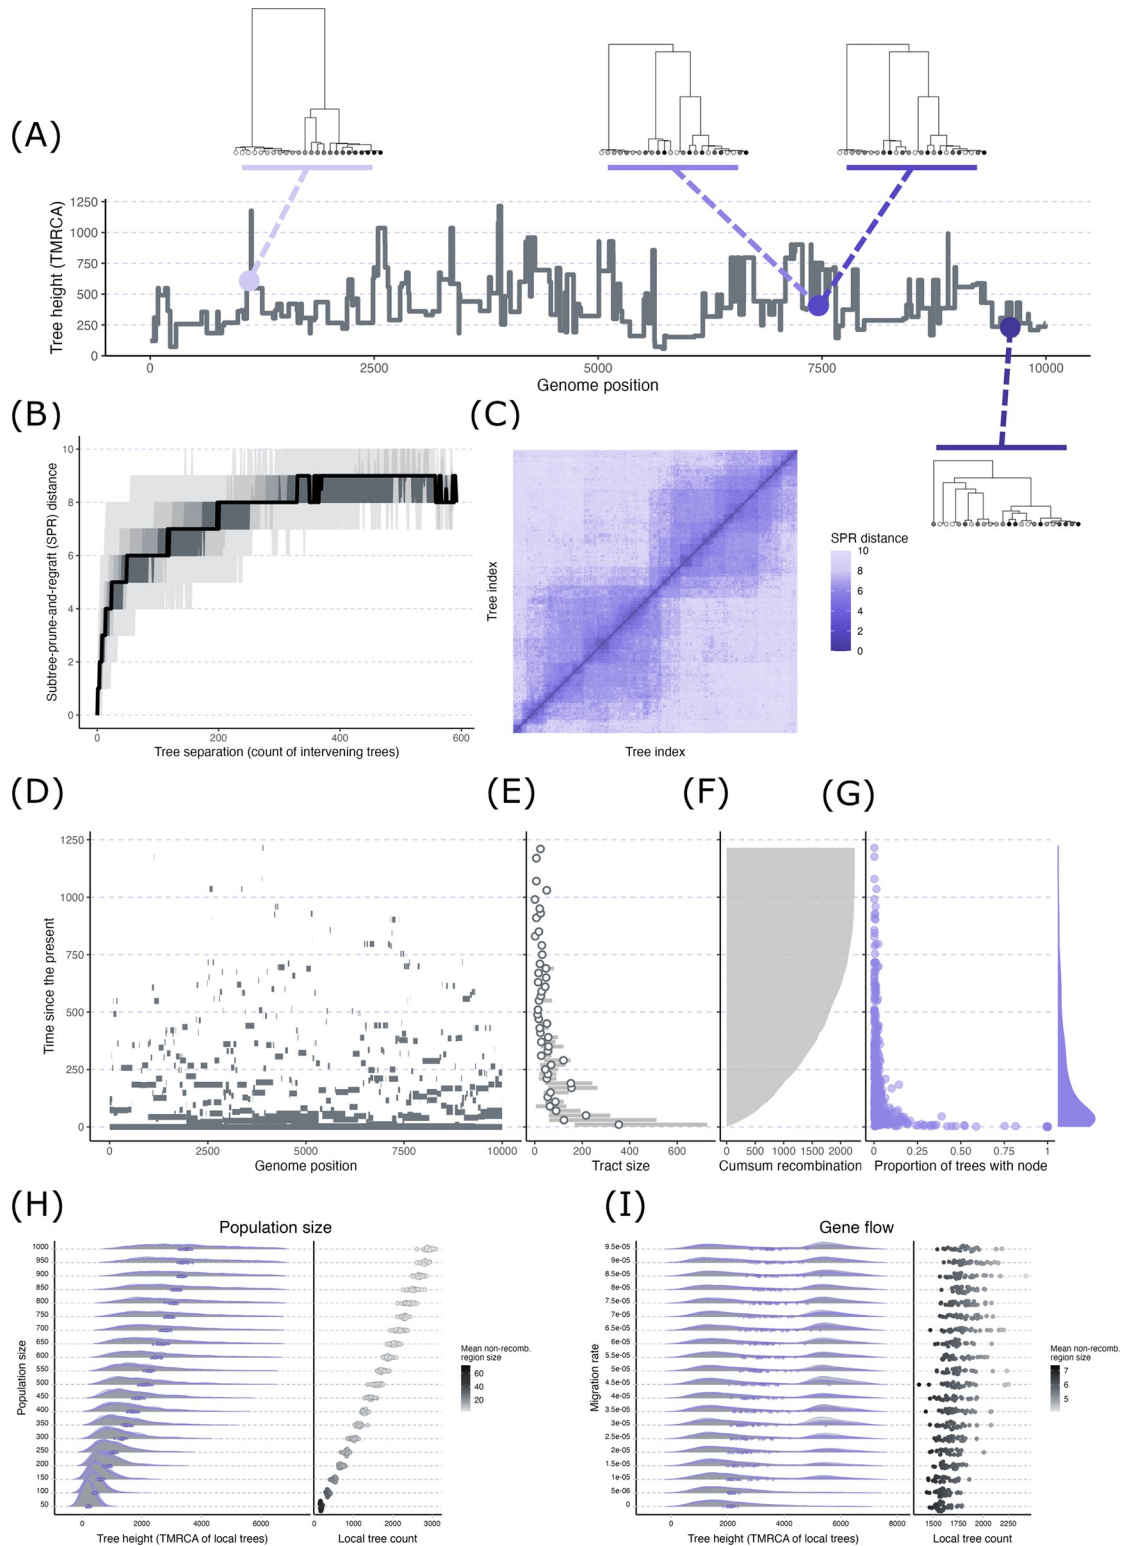 (A)
Tree height (TMRCA)
1250
1000
750
500
250
0
0 2500 5000 7500 10000
Genome position
(B)
Subtree-prune-and-regraft (SPR) distance
10
8
6
4
2
0
0 200 400 600
Tree separation (count of intervening trees)
(C)
Tree index
Tree index
SPR distance
10
8
6
4
2
0
(D)
Time since the present
1250
1000
750
500
250
0
0 2500 5000 7500 10000
Genome position
(E)
0 200 400 600
Tract size
(F)
0 500 1000 1500 2000
Cumsum recombination
(G)
0 0.25 0.50 0.75 1
Proportion of trees with node
(H)
Population size
Population size
1000
950
900
850
800
750
700
650
600
550
500
450
400
350
300
250
200
150
100
50
0 2000 4000 6000
Tree height (TMRCA of local trees)
0 1000 2000 3000
Local tree count
Mean non-recomb.
region size
60
40
20
(I)
Gene flow
Migration rate
9.5e-05
9e-05
8.5e-05
8e-05
7.5e-05
7e-05
6.5e-05
6e-05
5.5e-05
5e-05
4.5e-05
4e-05
3.5e-05
3e-05
2.5e-05
2e-05
1.5e-05
1e-05
5e-06
0
0 2000 4000 6000 8000
Tree height (TMRCA of local trees)
1500 1750 2000 2250
Local tree count
Mean non-recomb.
region size
7
6
5